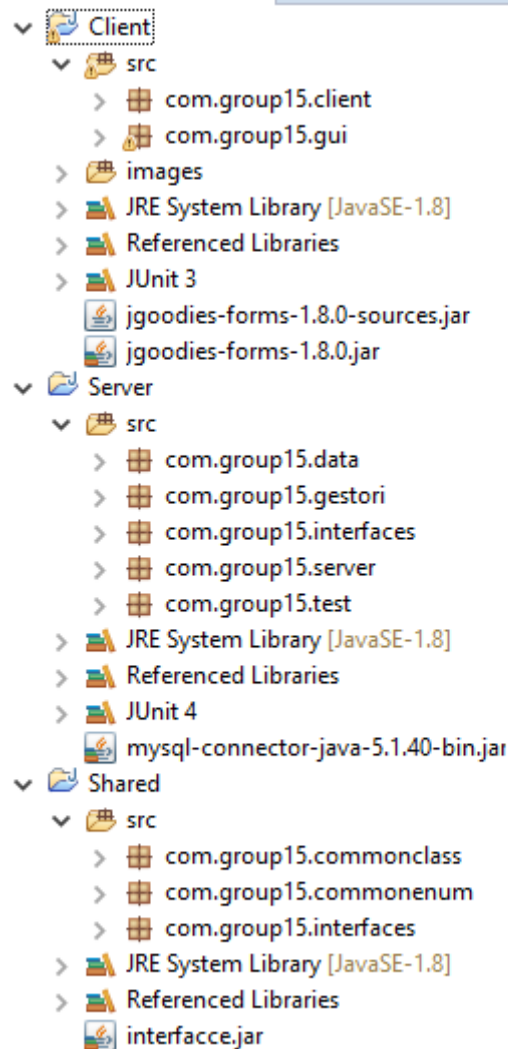 Client
src
com.group15.client
com.group15.gui
images
JRE System Library [JavaSE-1.8]
Referenced Libraries
JUnit 3
jgoodies-forms-1.8.0-sources.jar
jgoodies-forms-1.8.0.jar
Server
src
com.group15.data
com.group15.gestori
com.group15.interfaces
com.group15.server
com.group15.test
JRE System Library [JavaSE-1.8]
Referenced Libraries
JUnit 4
mysql-connector-java-5.1.40-bin.jar
Shared
src
com.group15.commonclass
com.group15.commonenum
com.group15.interfaces
JRE System Library [JavaSE-1.8]
Referenced Libraries
interfacce.jar